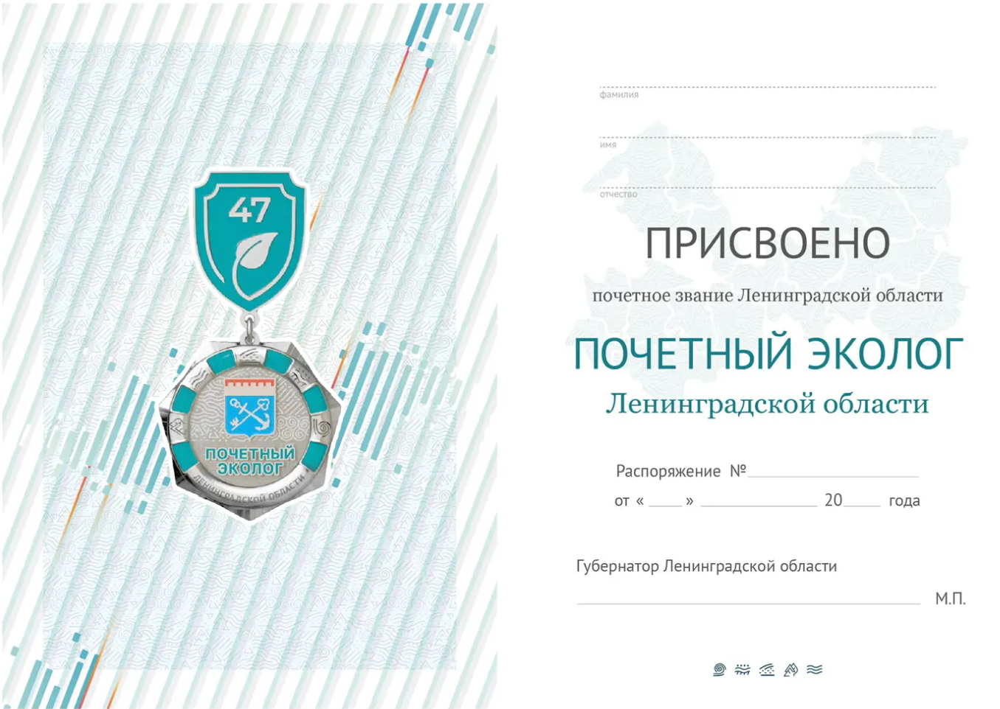 47
ПОЧЕТНЫЙ
ЭКОЛОГ
ЛЕНИНГРАДСКОЙ ОБЛАСТИ
фамилия
имя
отчество
ПРИСВОЕНО
почетное звание Ленинградской области
ПОЧЕТНЫЙ ЭКОЛОГ
Ленинградской области
Распоряжение №
от « » 20 года
Губернатор Ленинградской области
М.П.